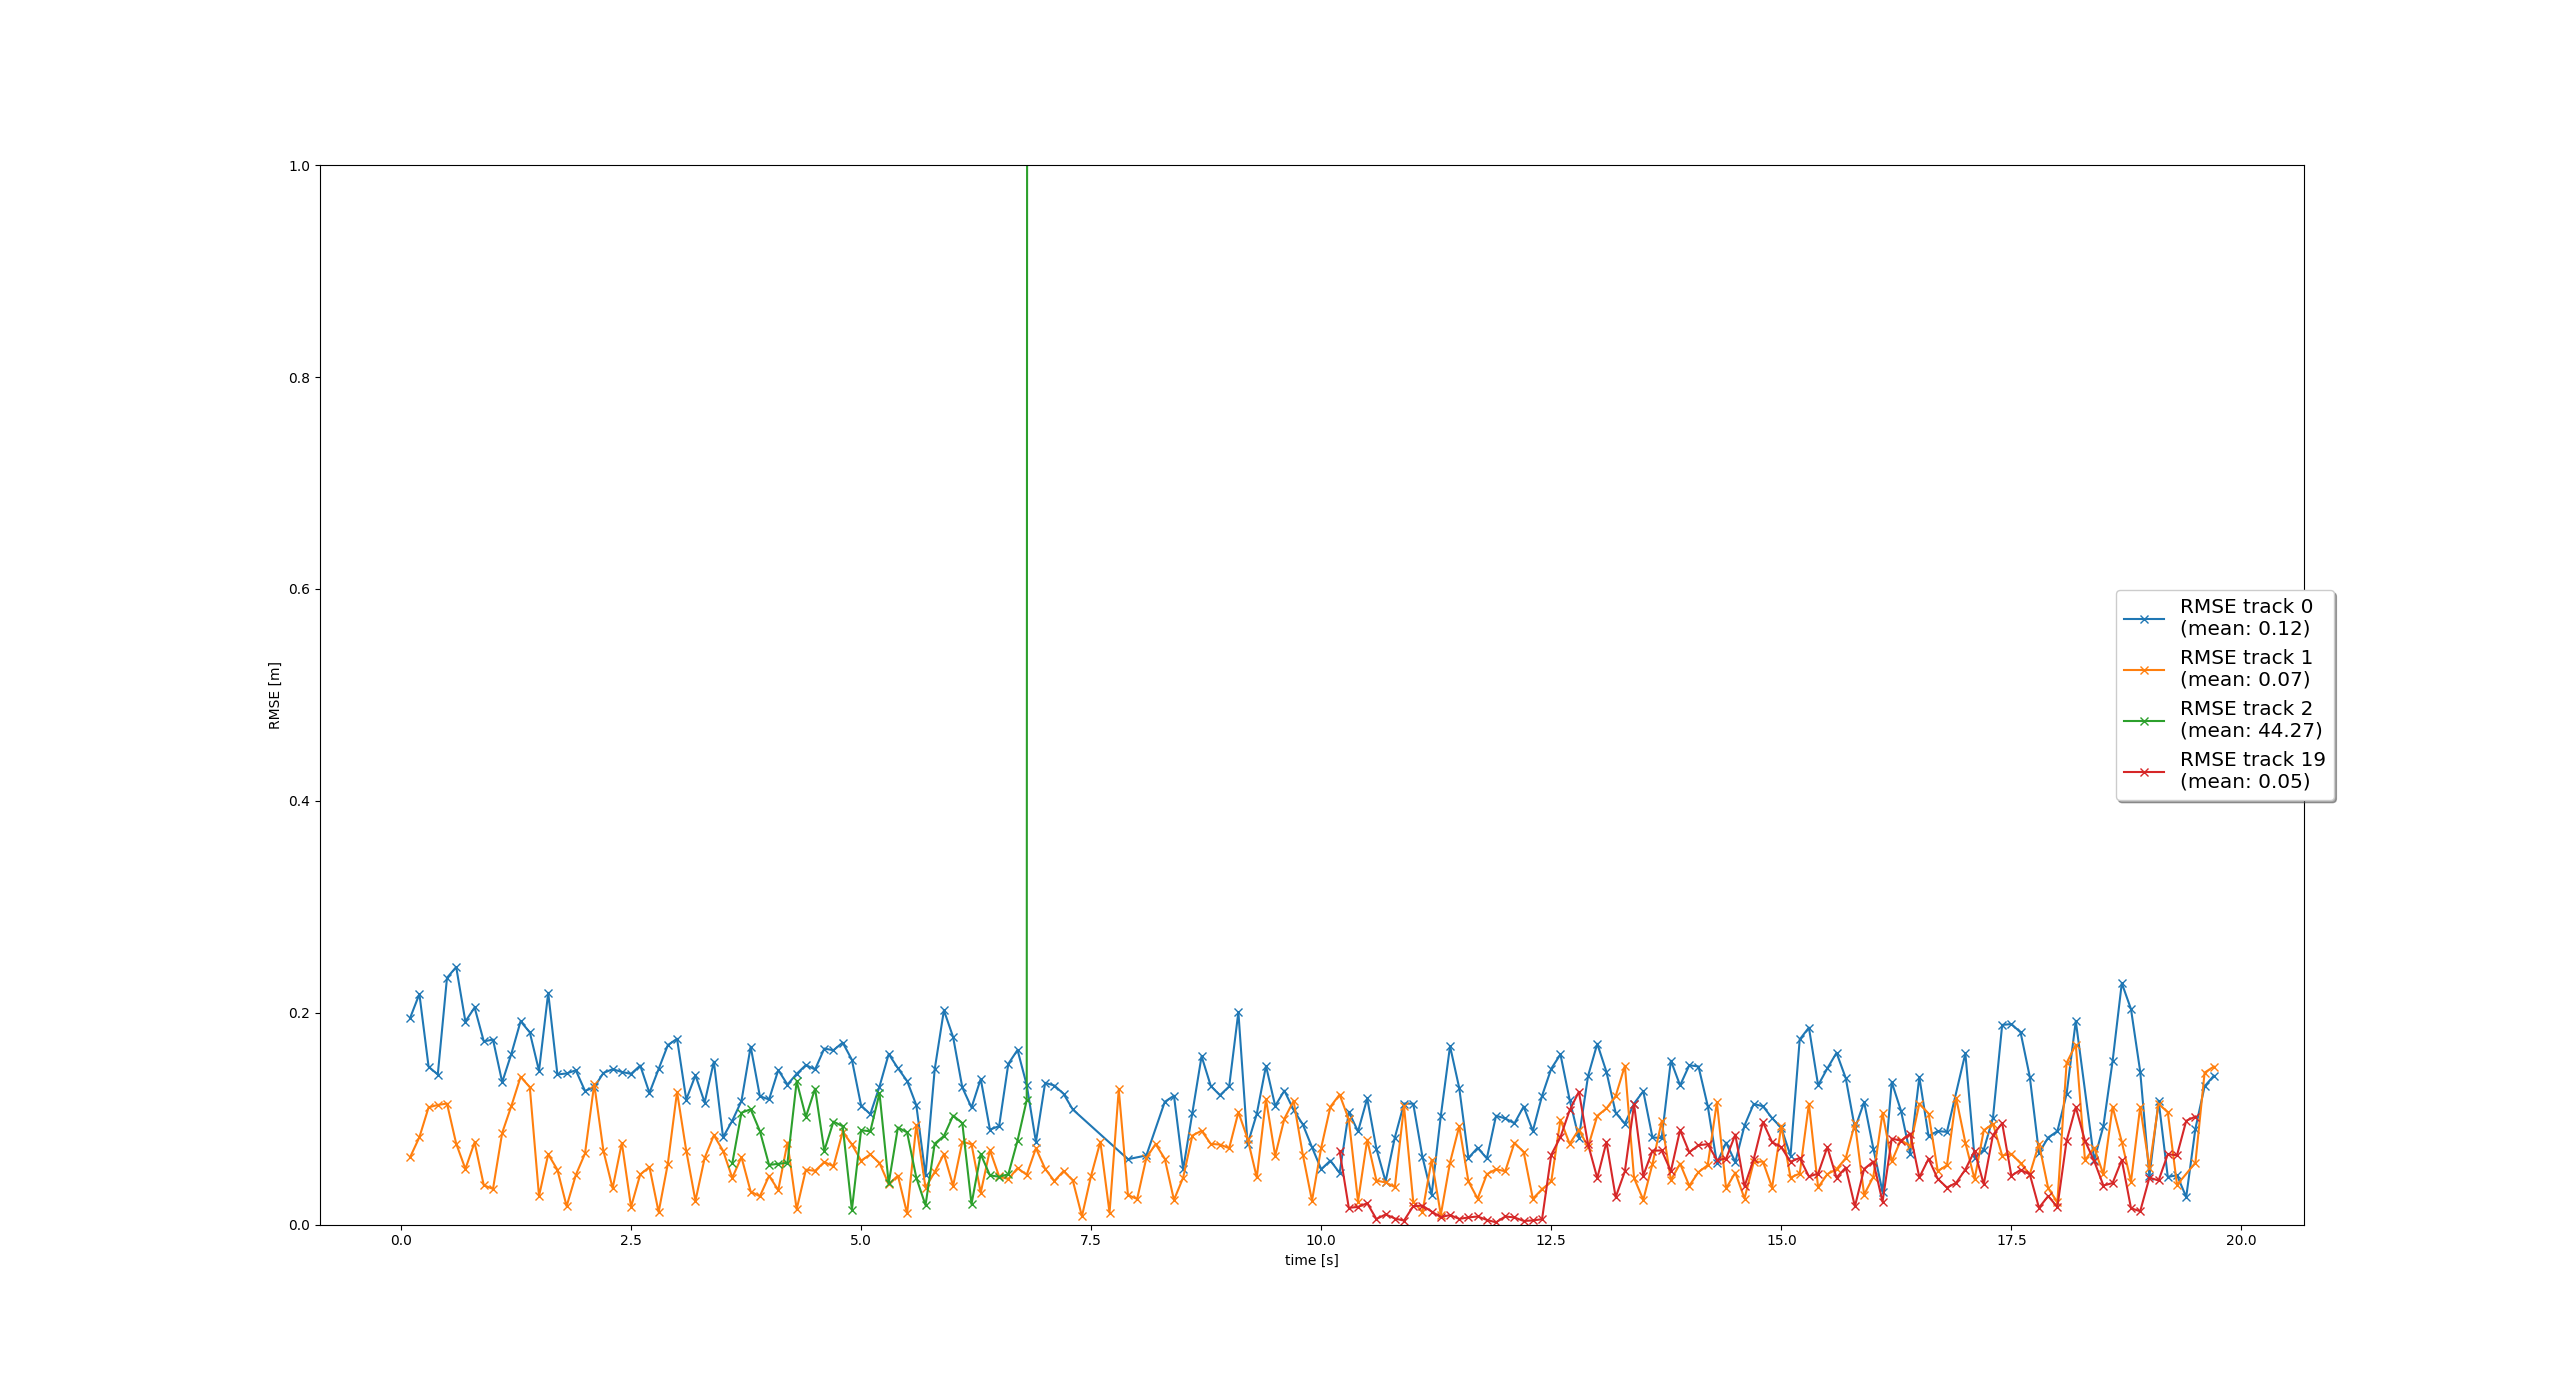 1.0
0.8
0.6
0.4
0.2
0.0
RMSE [m]
0.0 2.5 5.0 7.5 10.0 12.5 15.0 17.5 20.0
time [s]
RMSE track 0
(mean: 0.12)
RMSE track 1
(mean: 0.07)
RMSE track 2
(mean: 44.27)
RMSE track 19
(mean: 0.05)